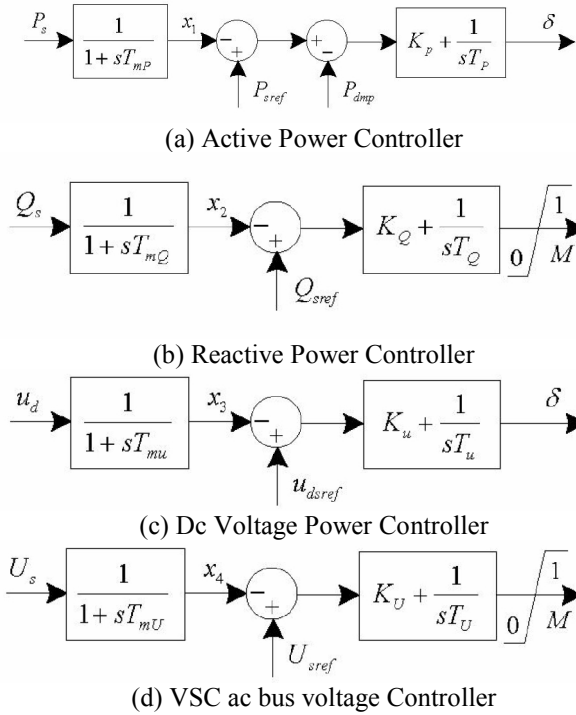 P_s 1 / (1 + sT_mP) x_1 − + P_sref + − P_dmp K_p + 1 / (sT_P) δ
(a) Active Power Controller
Q_s 1 / (1 + sT_mQ) x_2 − + Q_sref K_Q + 1 / (sT_Q) 0 1 M
(b) Reactive Power Controller
u_d 1 / (1 + sT_mu) x_3 − + u_dsref K_u + 1 / (sT_u) δ
(c) Dc Voltage Power Controller
U_s 1 / (1 + sT_mU) x_4 − + U_sref K_U + 1 / (sT_U) 0 1 M
(d) VSC ac bus voltage Controller